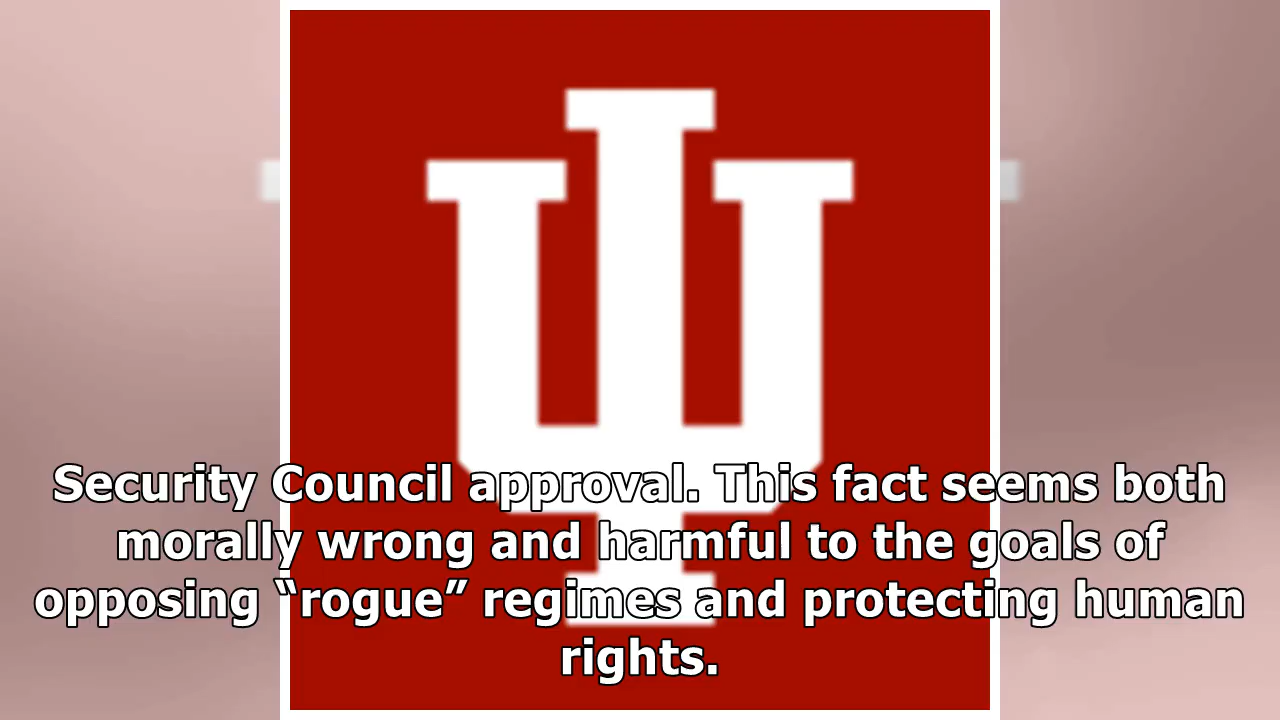 Security Council approval. This fact seems both
morally wrong and harmful to the goals of
opposing “rogue” regimes and protecting human
rights.